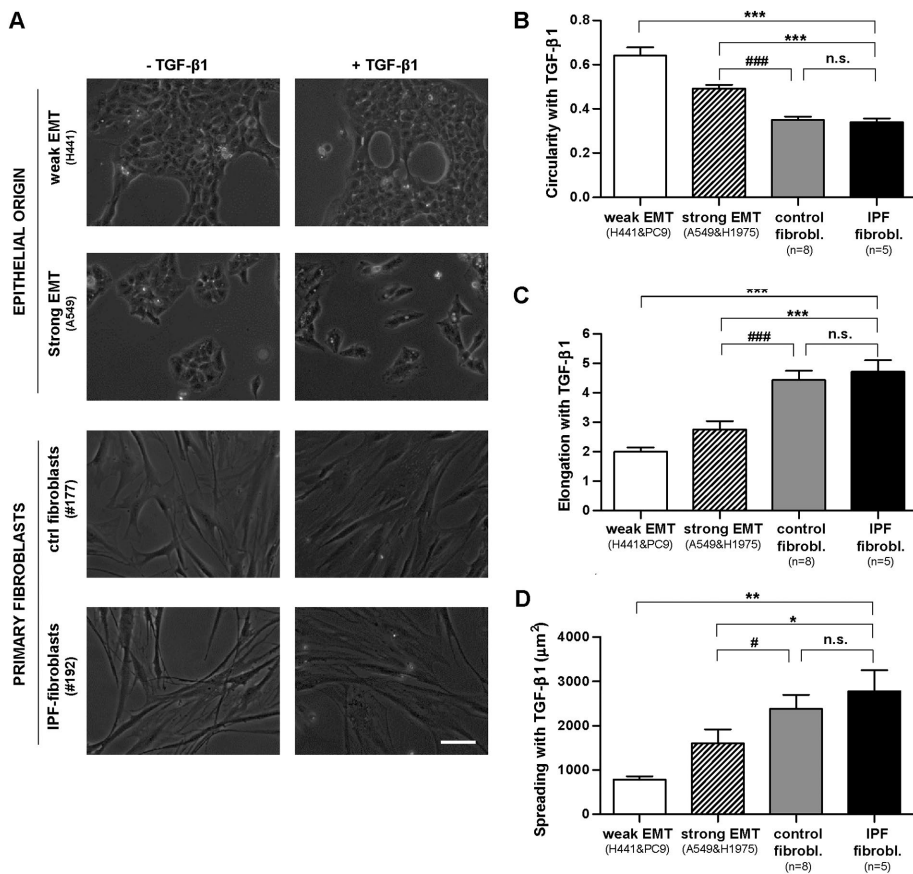 A
- TGF-β1
+ TGF-β1
EPITHELIAL ORIGIN
weak EMT
(H441)
Strong EMT
(A549)
PRIMARY FIBROBLASTS
ctrl fibroblasts
(#177)
IPF-fibroblasts
(#192)
B
Circularity with TGF-β1
0.8
0.6
0.4
0.2
0.0
***
***
###
n.s.
weak EMT
(H441&PC9)
strong EMT
(A549&H1975)
control
fibrobl.
(n=8)
IPF
fibrobl.
(n=5)
C
Elongation with TGF-β1
6
5
4
3
2
1
0
***
***
###
n.s.
weak EMT
(H441&PC9)
strong EMT
(A549&H1975)
control
fibrobl.
(n=8)
IPF
fibrobl.
(n=5)
D
Spreading with TGF-β1 (μm²)
4000
3000
2000
1000
0
**
*
#
n.s.
weak EMT
(H441&PC9)
strong EMT
(A549&H1975)
control
fibrobl.
(n=8)
IPF
fibrobl.
(n=5)